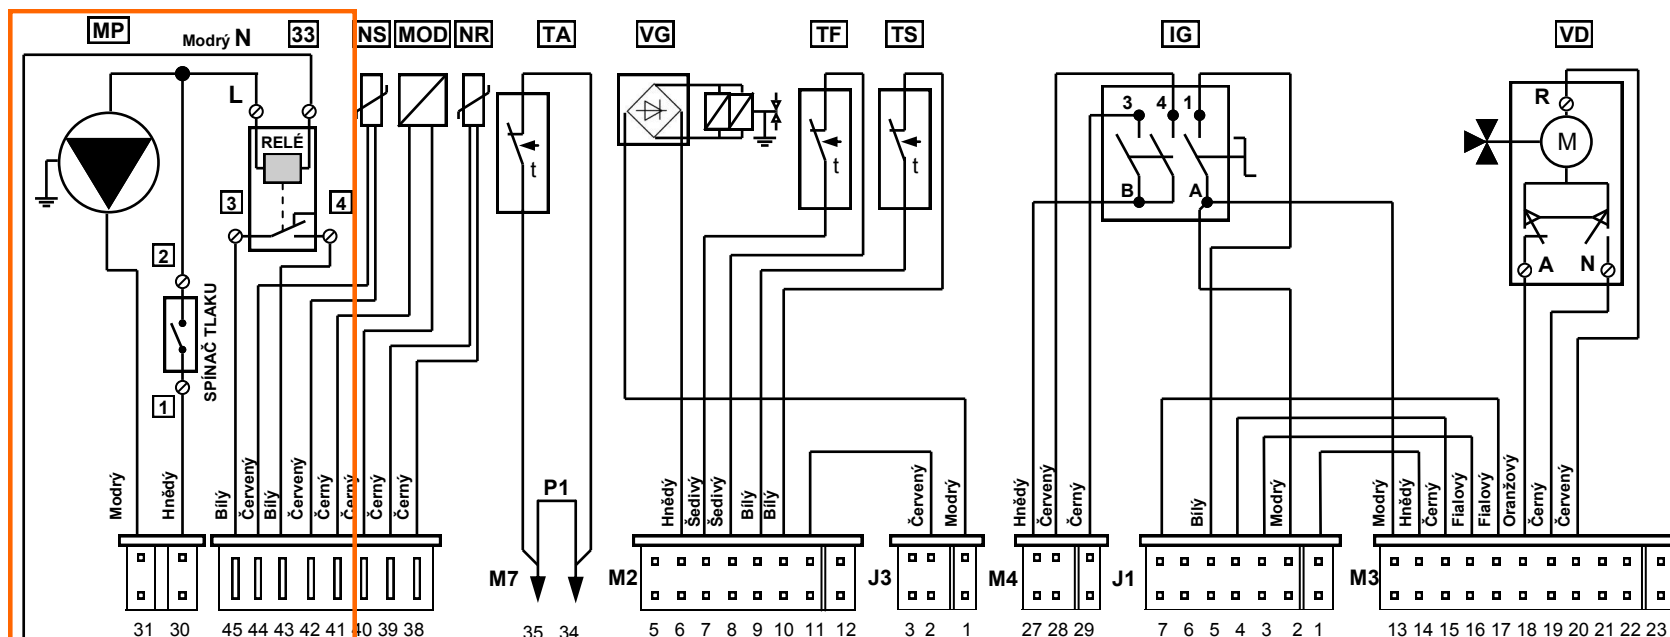 MP
Modrý N
33
NS
MOD
NR
TA
VG
TF
TS
IG
VD
L
RELÉ
3
4
2
SPÍNAČ TLAKU
1
t
t
t
3 4 1
B A
R
M
A N
P1
Modrý
Hnědý
Bílý
Červený
Bílý
Červený
Černý
Černý
Černý
Černý
Hnědý
Šedivý
Šedivý
Bílý
Bílý
Červený
Modrý
Hnědý
Červený
Černý
Bílý
Modrý
Modrý
Hnědý
Černý
Fialový
Fialový
Oranžový
Černý
Červený
M7
M2
J3
M4
J1
M3
31 30 45 44 43 42 41 40 39 38 35 34 5 6 7 8 9 10 11 12 3 2 1 27 28 29 7 6 5 4 3 2 1 13 14 15 16 17 18 19 20 21 22 23